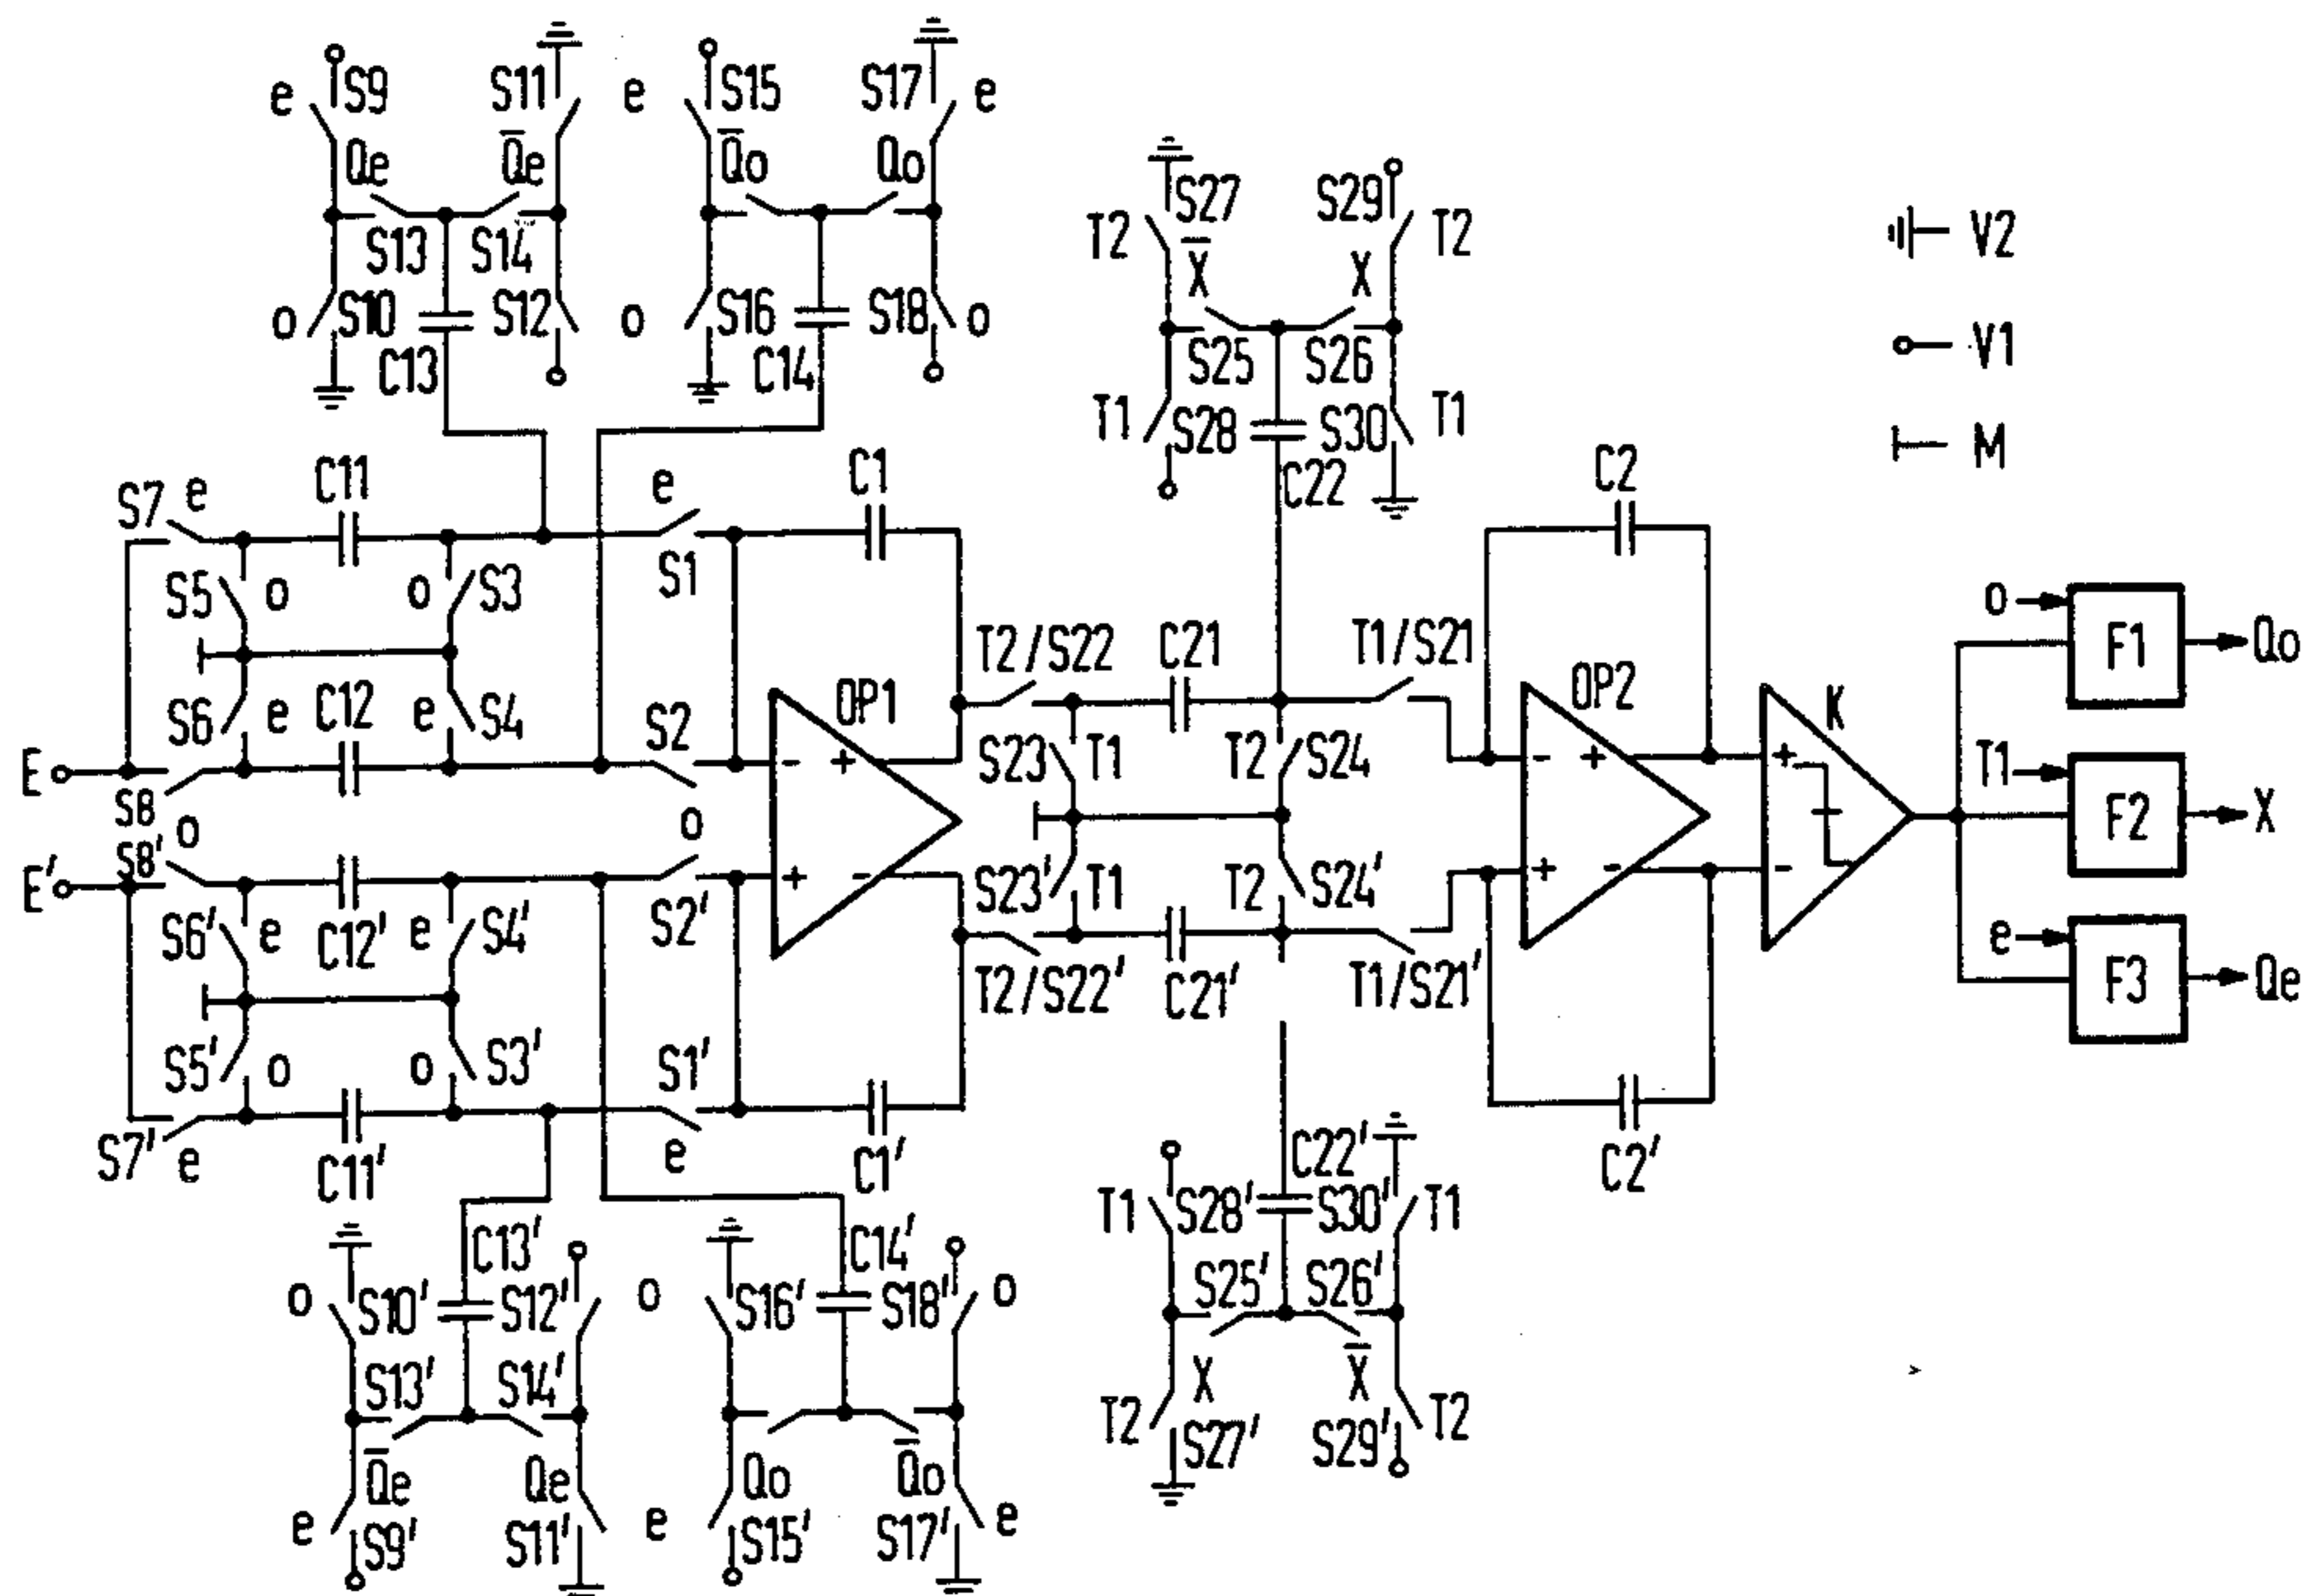 e S9 S11 e S15 S17 e
Qe Q̅e Q̅o Qo
S27 S29
T2 T2
V2
S13 S14
X̅ X
o S10 S12 o S16 S18 o
V1
C13 C14
S25 S26
T1 S28 S30 T1
M
C22
S7 e C11 e C1 C2
S1
S5 o o S3
o F1 Qo
T2/S22 C21 T1/S21
S6 e C12 e S4 S2 OP1 OP2 K
E - + S23 T1 T2 S24 - + + T1 F2 X
S8 o o
E' S8' + - S23' T1 T2 S24' + - -
S6' e C12' e S4' S2'
e F3 Qe
T2/S22' C21' T1/S21'
S5' o o S3' S1'
S7' e C11' e C1' C22' C2'
T1 S28' S30' T1
C13' C14'
o S10' S12' o S16' S18' o
S25' S26'
S13' S14'
X X̅
T2 S27' S29' T2
Q̅e Qe Qo Q̅o
e S9' S11' e S15' S17' e